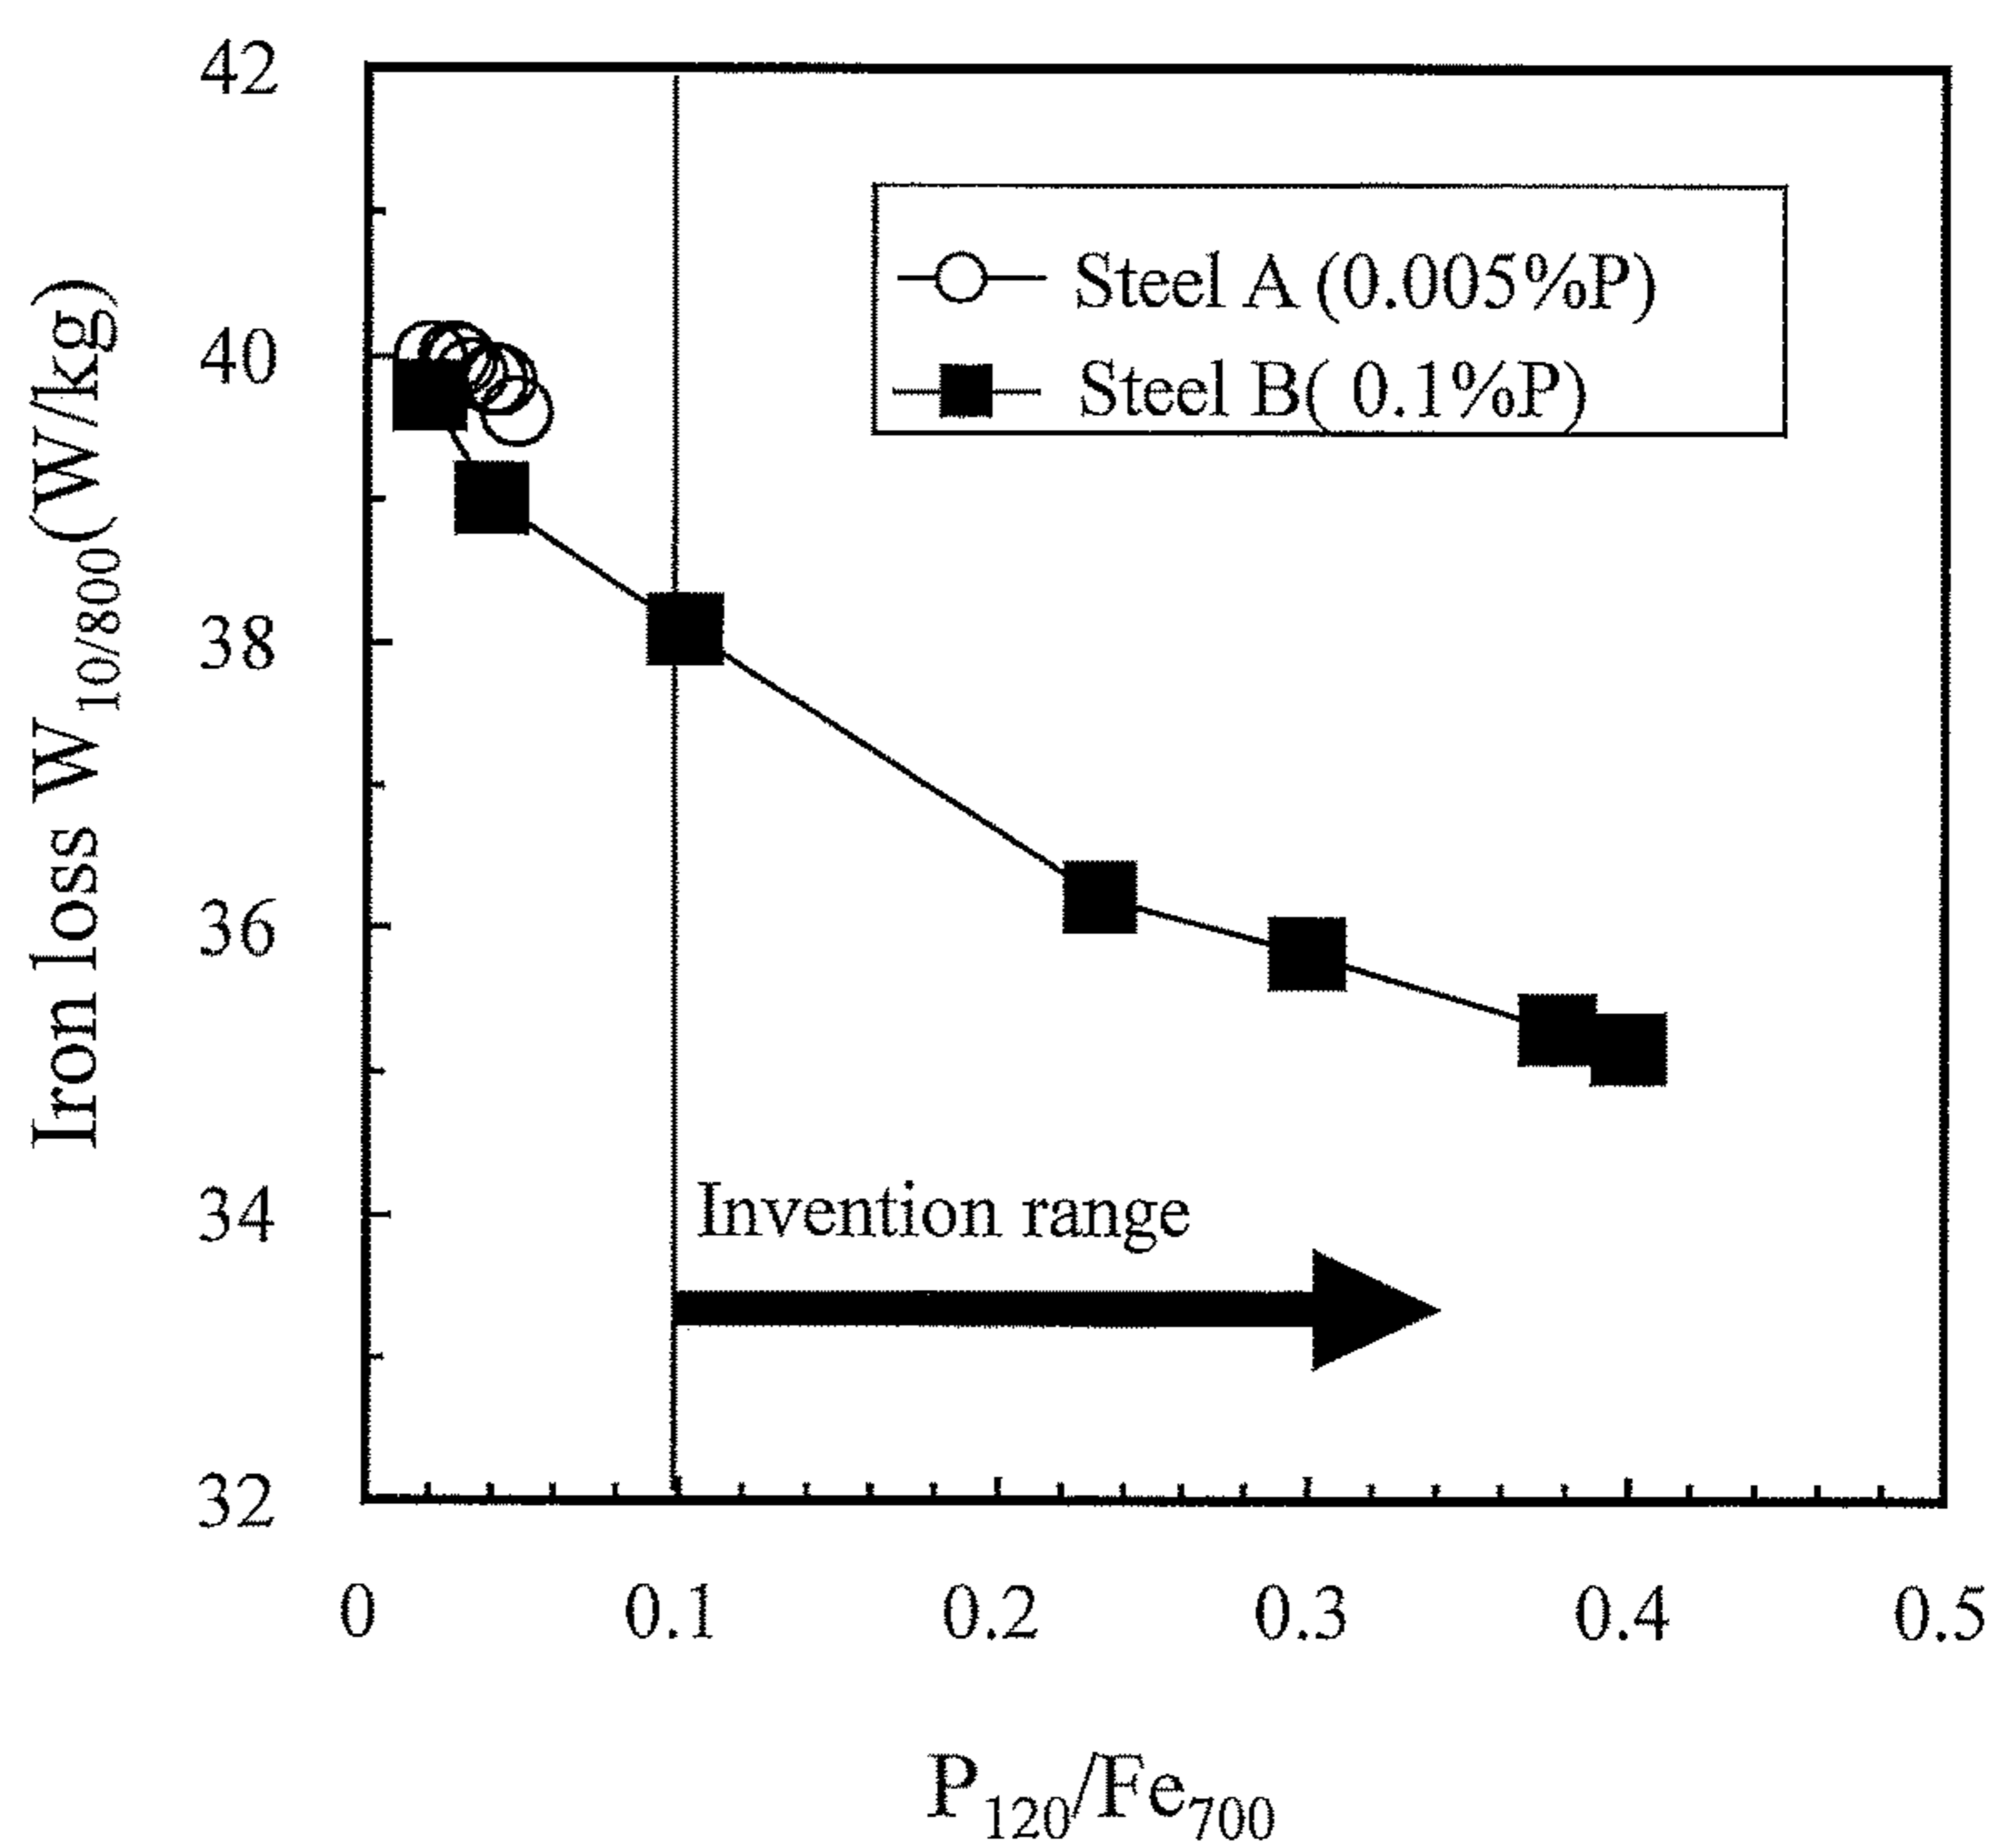 Iron loss W10/800(W/kg)
42
40
38
36
34
32
Steel A (0.005%P)
Steel B( 0.1%P)
Invention range
0 0.1 0.2 0.3 0.4 0.5
P120/Fe700